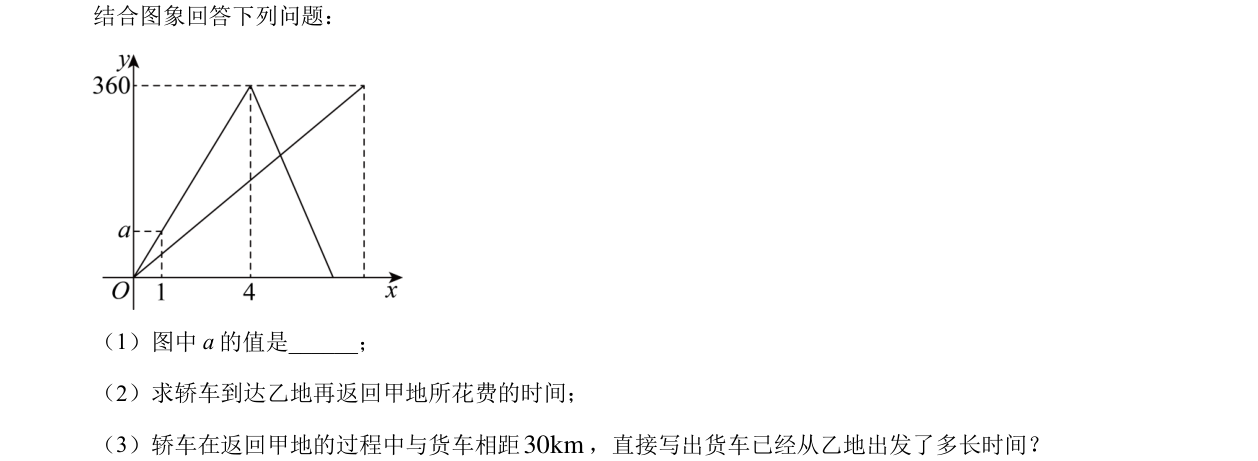 结合图象回答下列问题：
y
360
a
O 1 4 x
（1）图中 a 的值是______；
（2）求轿车到达乙地再返回甲地所花费的时间；
（3）轿车在返回甲地的过程中与货车相距 30km，直接写出货车已经从乙地出发了多长时间？